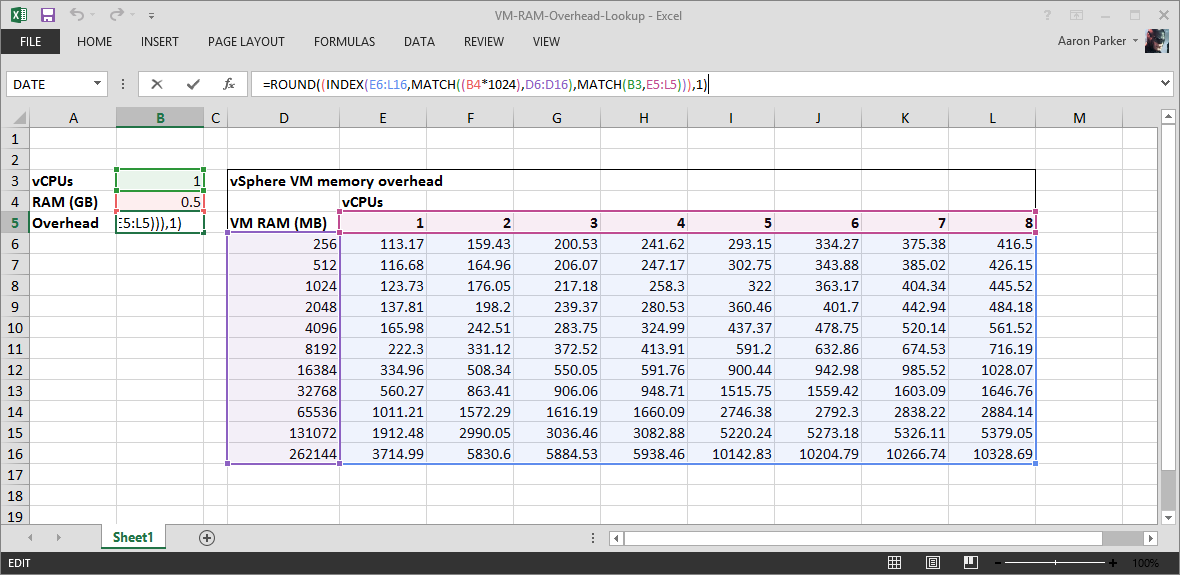 VM-RAM-Overhead-Lookup - Excel
FILE HOME INSERT PAGE LAYOUT FORMULAS DATA REVIEW VIEW Aaron Parker
DATE fx =ROUND((INDEX(E6:L16,MATCH((B4*1024),D6:D16),MATCH(B3,E5:L5))),1)
A B C D E F G H I J K L M
1
2
3 vCPUs 1 vSphere VM memory overhead
4 RAM (GB) 0.5 vCPUs
5 Overhead E5:L5))),1) VM RAM (MB) 1 2 3 4 5 6 7 8
6 256 113.17 159.43 200.53 241.62 293.15 334.27 375.38 416.5
7 512 116.68 164.96 206.07 247.17 302.75 343.88 385.02 426.15
8 1024 123.73 176.05 217.18 258.3 322 363.17 404.34 445.52
9 2048 137.81 198.2 239.37 280.53 360.46 401.7 442.94 484.18
10 4096 165.98 242.51 283.75 324.99 437.37 478.75 520.14 561.52
11 8192 222.3 331.12 372.52 413.91 591.2 632.86 674.53 716.19
12 16384 334.96 508.34 550.05 591.76 900.44 942.98 985.52 1028.07
13 32768 560.27 863.41 906.06 948.71 1515.75 1559.42 1603.09 1646.76
14 65536 1011.21 1572.29 1616.19 1660.09 2746.38 2792.3 2838.22 2884.14
15 131072 1912.48 2990.05 3036.46 3082.88 5220.24 5273.18 5326.11 5379.05
16 262144 3714.99 5830.6 5884.53 5938.46 10142.83 10204.79 10266.74 10328.69
17
18
19
Sheet1
EDIT 100%